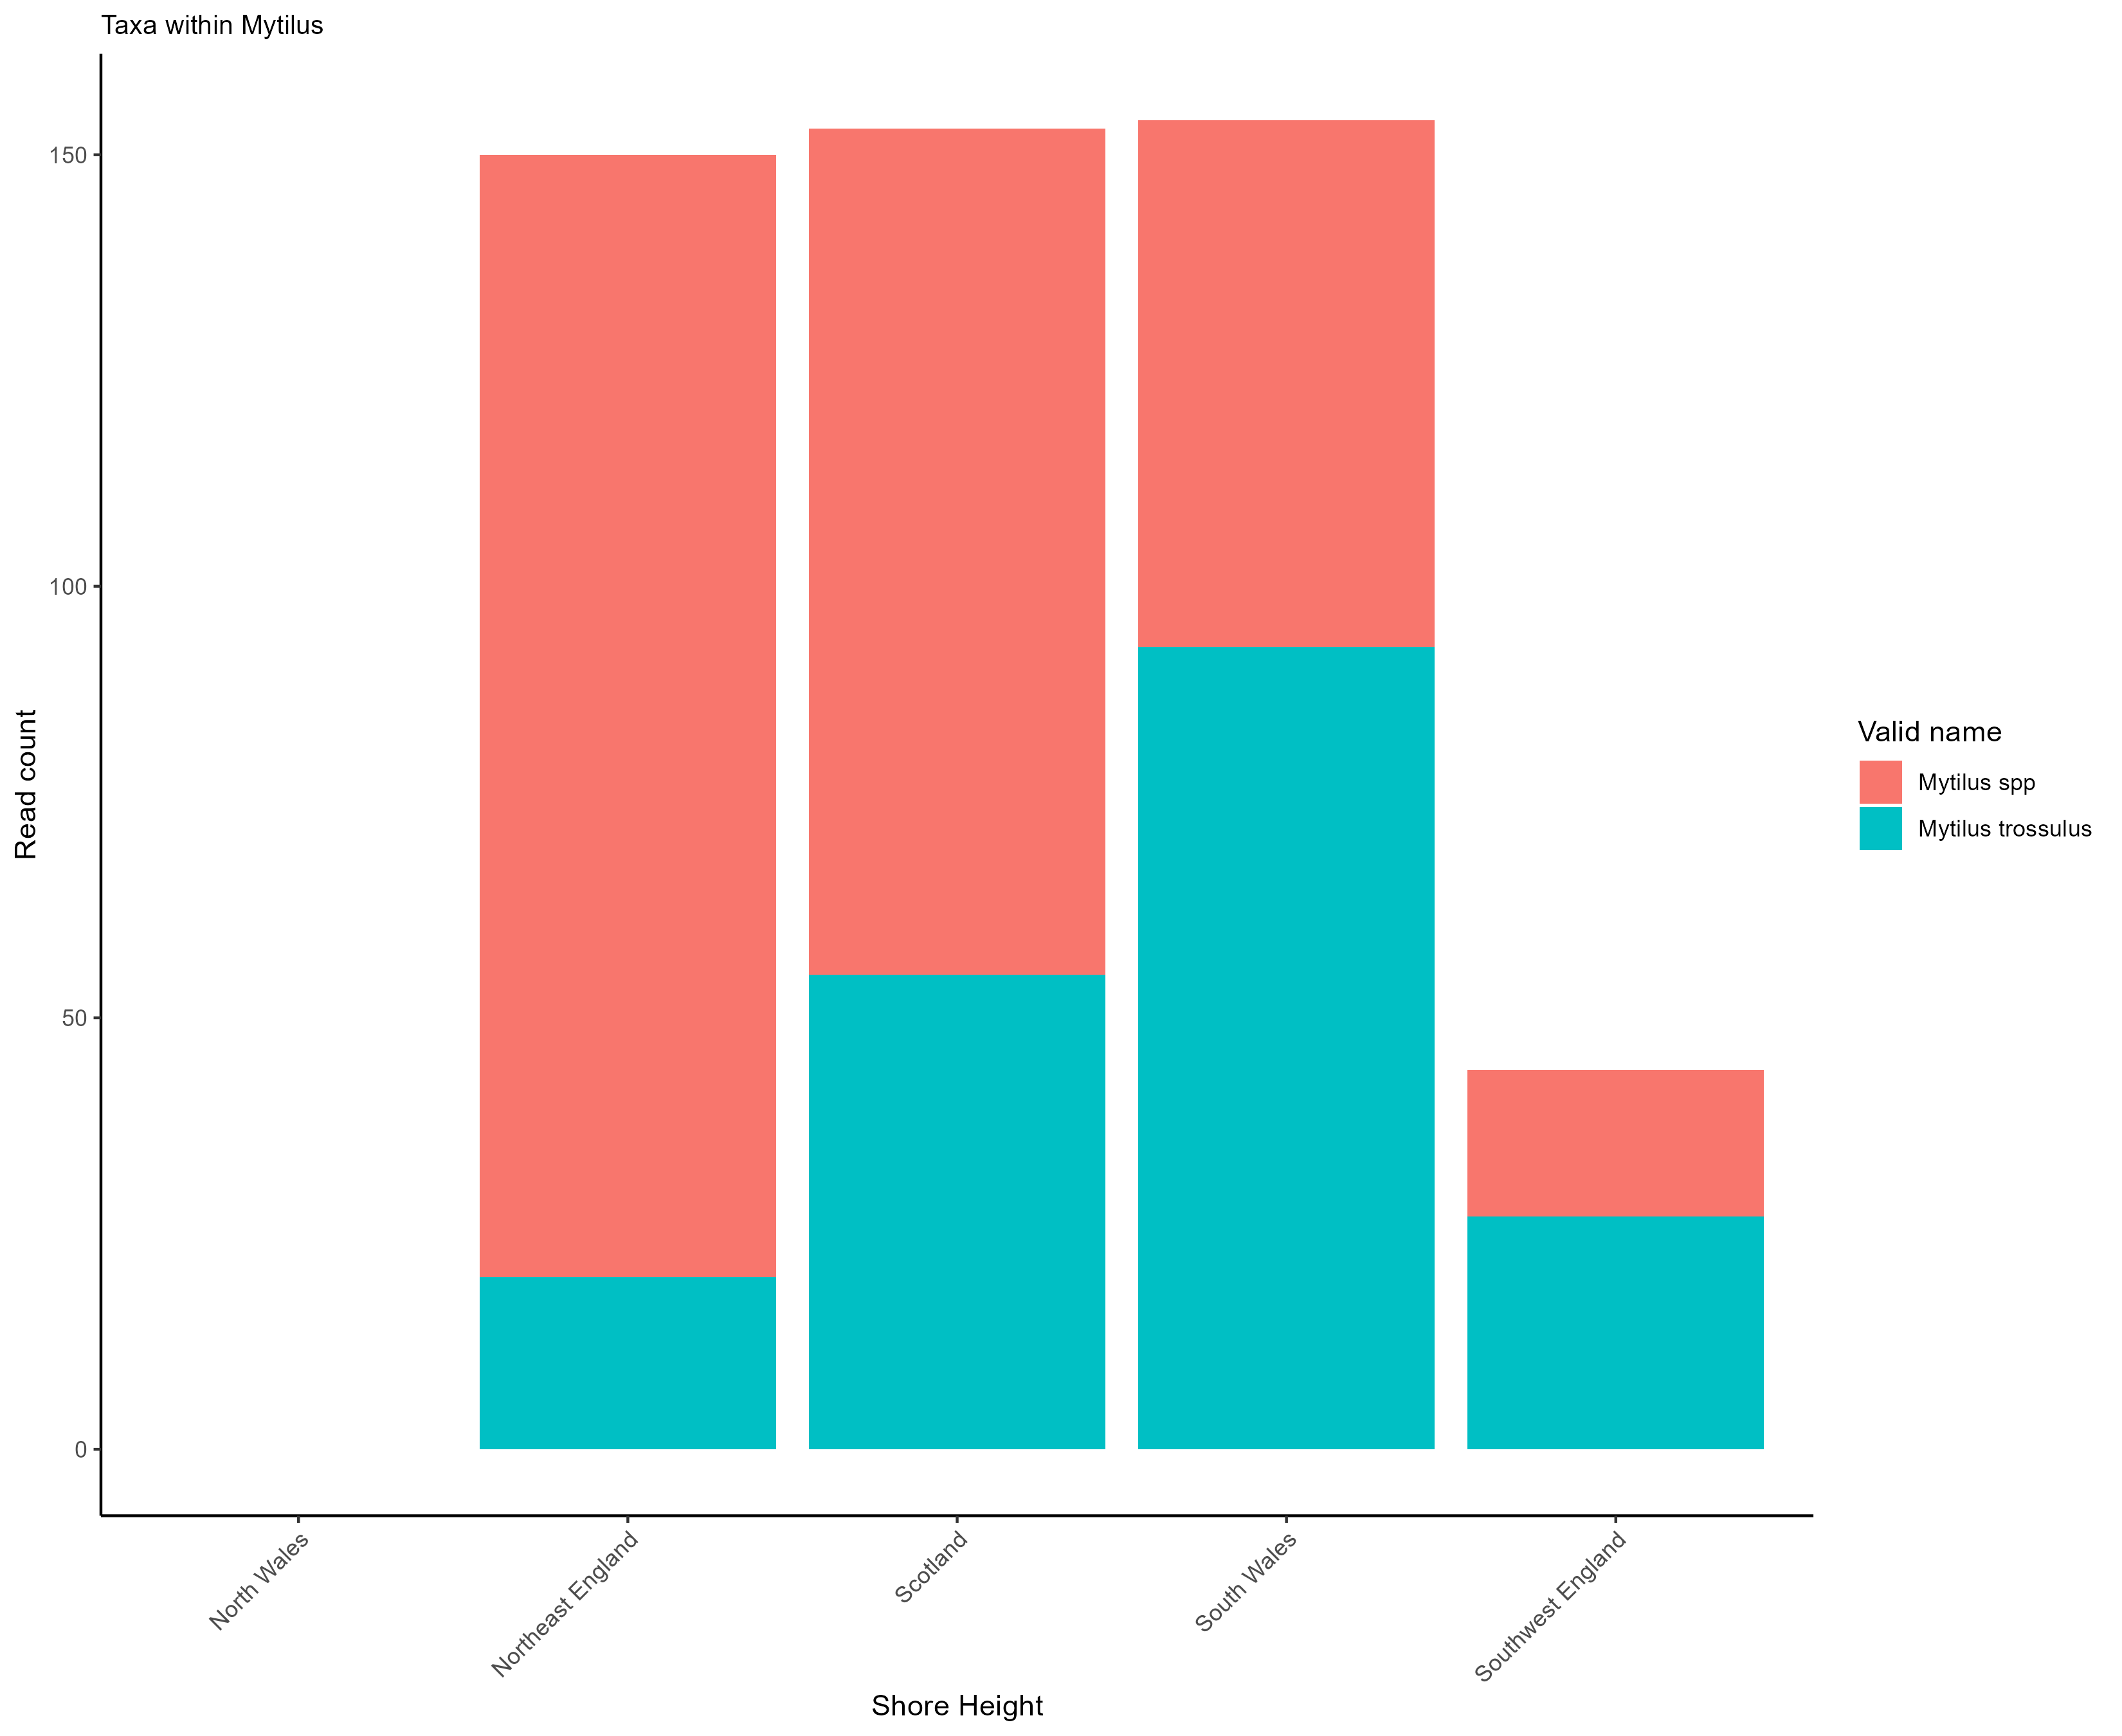 Taxa within Mytilus
Read count
150
100
50
0
North Wales
Northeast England
Scotland
South Wales
Southwest England
Shore Height
Valid name
Mytilus spp
Mytilus trossulus